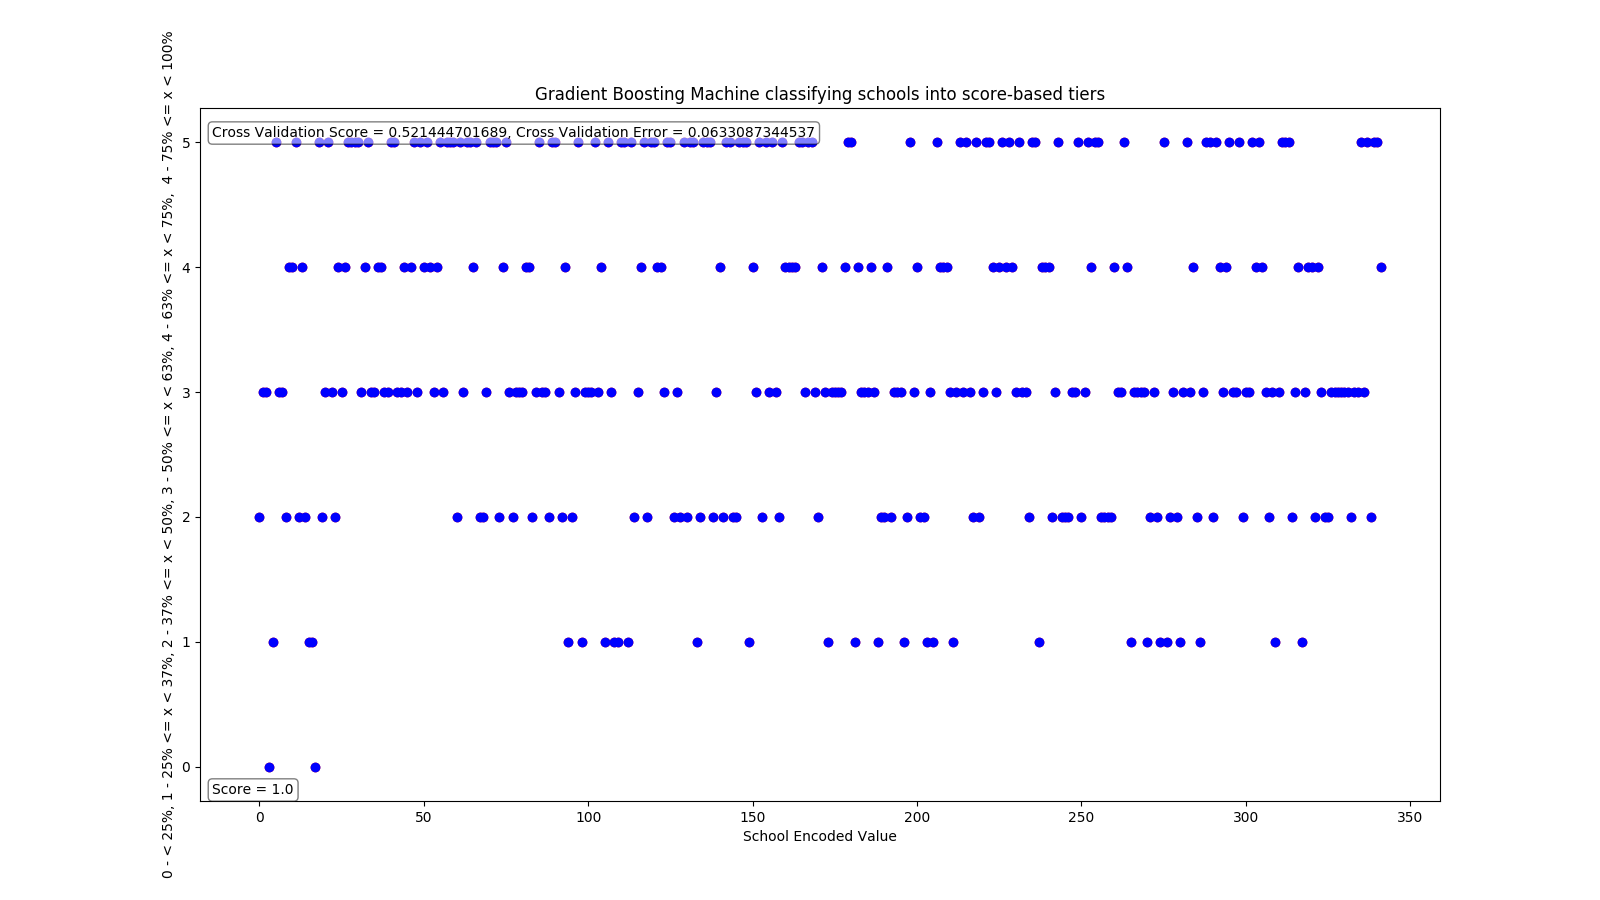 Gradient Boosting Machine classifying schools into score-based tiers
Cross Validation Score = 0.521444701689, Cross Validation Error = 0.0633087344537
0 - < 25%, 1 - 25% <= x < 37%, 2 - 37% <= x < 50%, 3 - 50% <= x < 63%, 4 - 63% <= x < 75%, 4 - 75% <= x < 100%
5
4
3
2
1
0
Score = 1.0
0 50 100 150 200 250 300 350
School Encoded Value